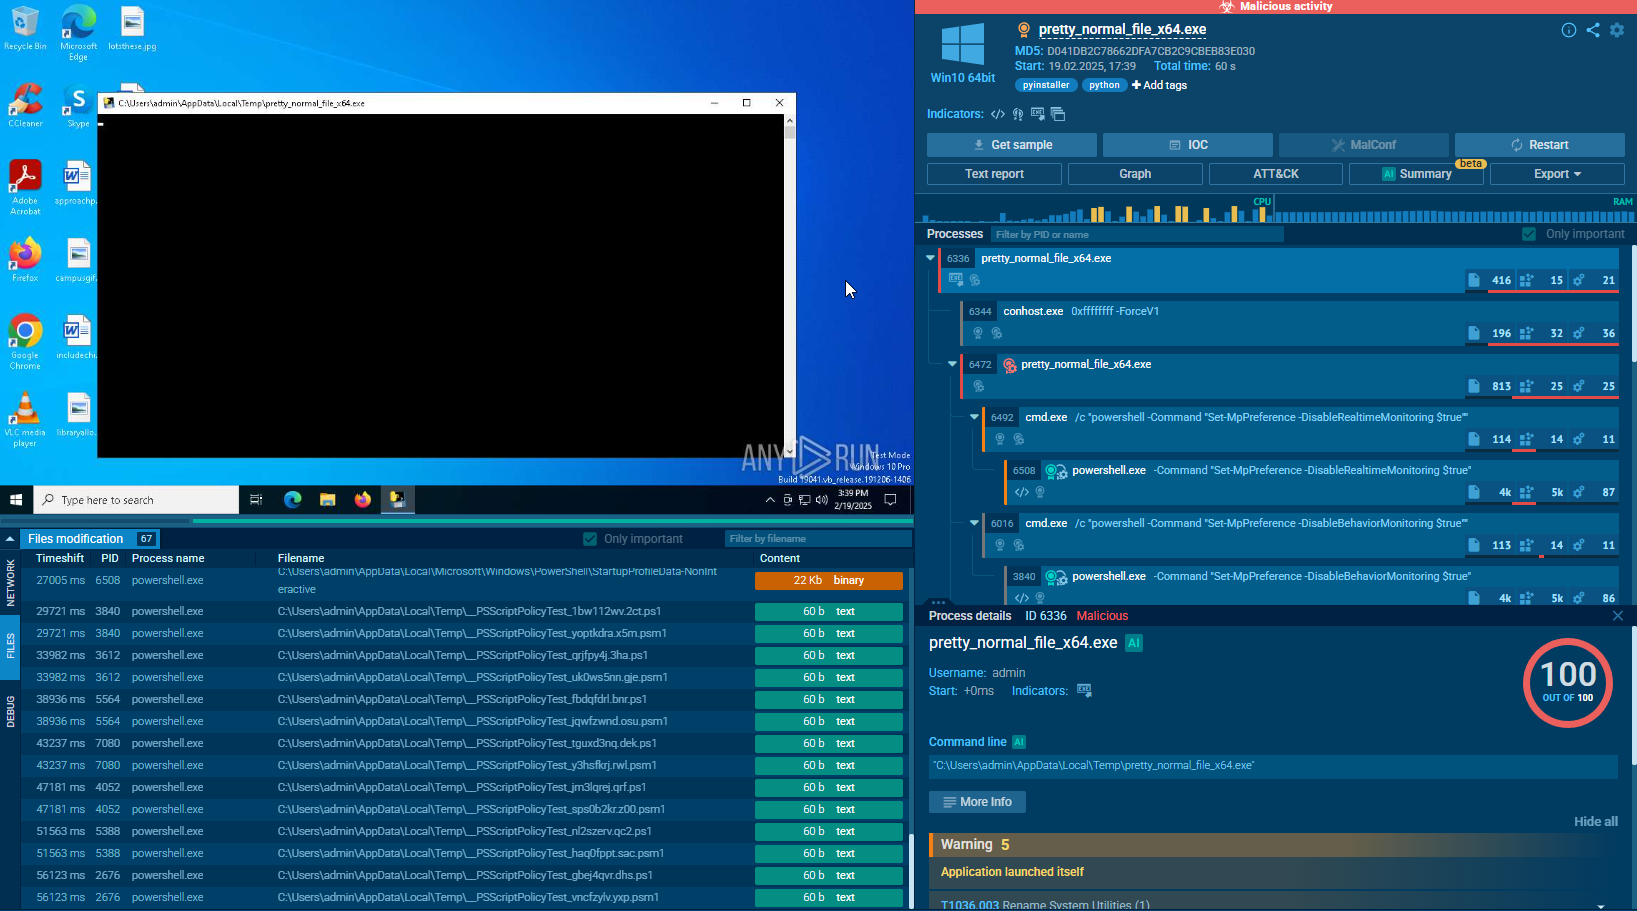 Recycle Bin
Microsoft
Edge
lotsthese.jpg
CCleaner
Skype
Adobe
Acrobat
approachp..
Firefox
campusgif.
Google
Chrome
includechi..
VLC media
player
libraryallo..
C:\Users\admin\AppData\Local\Temp\pretty_normal_file_x64.exe
ANY RUN
Test Mode
Windows 10 Pro
Build 19041.vb_release.191206-1406
Type here to search
3:39 PM
2/19/2025
Files modification 67
Only important
Filter by filename
NETWORK
FILES
DEBUG
Timeshift PID Process name Filename Content
27005 ms 6508 powershell.exe C:\Users\admin\AppData\Local\Microsoft\Windows\PowerShell\StartupProfileData-NonInt
eractive 22 Kb binary
29721 ms 3840 powershell.exe C:\Users\admin\AppData\Local\Temp\__PSScriptPolicyTest_1bw112wv.2ct.ps1 60 b text
29721 ms 3840 powershell.exe C:\Users\admin\AppData\Local\Temp\__PSScriptPolicyTest_yoptkdra.x5m.psm1 60 b text
33982 ms 3612 powershell.exe C:\Users\admin\AppData\Local\Temp\__PSScriptPolicyTest_qrjfpy4j.3ha.ps1 60 b text
33982 ms 3612 powershell.exe C:\Users\admin\AppData\Local\Temp\__PSScriptPolicyTest_uk0ws5nn.gje.psm1 60 b text
38936 ms 5564 powershell.exe C:\Users\admin\AppData\Local\Temp\__PSScriptPolicyTest_fbdqfdrl.bnr.ps1 60 b text
38936 ms 5564 powershell.exe C:\Users\admin\AppData\Local\Temp\__PSScriptPolicyTest_jqwfzwnd.osu.psm1 60 b text
43237 ms 7080 powershell.exe C:\Users\admin\AppData\Local\Temp\__PSScriptPolicyTest_tguxd3nq.dek.ps1 60 b text
43237 ms 7080 powershell.exe C:\Users\admin\AppData\Local\Temp\__PSScriptPolicyTest_y3hsfkrj.rwl.psm1 60 b text
47181 ms 4052 powershell.exe C:\Users\admin\AppData\Local\Temp\__PSScriptPolicyTest_jm3lqrej.qrf.ps1 60 b text
47181 ms 4052 powershell.exe C:\Users\admin\AppData\Local\Temp\__PSScriptPolicyTest_sps0b2kr.z00.psm1 60 b text
51563 ms 5388 powershell.exe C:\Users\admin\AppData\Local\Temp\__PSScriptPolicyTest_nl2szerv.qc2.ps1 60 b text
51563 ms 5388 powershell.exe C:\Users\admin\AppData\Local\Temp\__PSScriptPolicyTest_haq0fppt.sac.psm1 60 b text
56123 ms 2676 powershell.exe C:\Users\admin\AppData\Local\Temp\__PSScriptPolicyTest_gbej4qvr.dhs.ps1 60 b text
56123 ms 2676 powershell.exe C:\Users\admin\AppData\Local\Temp\__PSScriptPolicyTest_vncfzylv.yxp.psm1 60 b text
Malicious activity
Win10 64bit
pretty_normal_file_x64.exe
MD5: D041DB2C78662DFA7CB2C9CBEB83E030
Start: 19.02.2025, 17:39 Total time: 60 s
pyinstaller python Add tags
Indicators:
Get sample IOC MalConf Restart
Text report Graph ATT&CK AI Summary beta Export
CPU RAM
Processes Filter by PID or name Only important
6336 pretty_normal_file_x64.exe
416 15 21
6344 conhost.exe 0xffffffff -ForceV1
196 32 36
6472 pretty_normal_file_x64.exe
813 25 25
6492 cmd.exe /c "powershell -Command "Set-MpPreference -DisableRealtimeMonitoring $true""
114 14 11
6508 powershell.exe -Command "Set-MpPreference -DisableRealtimeMonitoring $true"
4k 5k 87
6016 cmd.exe /c "powershell -Command "Set-MpPreference -DisableBehaviorMonitoring $true""
113 14 11
3840 powershell.exe -Command "Set-MpPreference -DisableBehaviorMonitoring $true"
4k 5k 86
Process details ID 6336 Malicious
pretty_normal_file_x64.exe AI
Username: admin
Start: +0ms Indicators:
100
OUT OF 100
Command line AI
"C:\Users\admin\AppData\Local\Temp\pretty_normal_file_x64.exe"
More Info
Hide all
Warning 5
Application launched itself
T1036.003 Rename System Utilities (1)